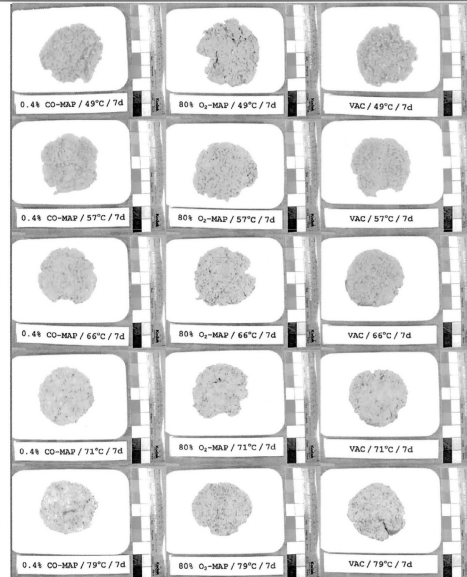 0.4% CO-MAP / 49°C / 7d
80% O₂-MAP / 49°C / 7d
VAC / 49°C / 7d
0.4% CO-MAP / 57°C / 7d
80% O₂-MAP / 57°C / 7d
VAC / 57°C / 7d
0.4% CO-MAP / 66°C / 7d
80% O₂-MAP / 66°C / 7d
VAC / 66°C / 7d
0.4% CO-MAP / 71°C / 7d
80% O₂-MAP / 71°C / 7d
VAC / 71°C / 7d
0.4% CO-MAP / 79°C / 7d
80% O₂-MAP / 79°C / 7d
VAC / 79°C / 7d